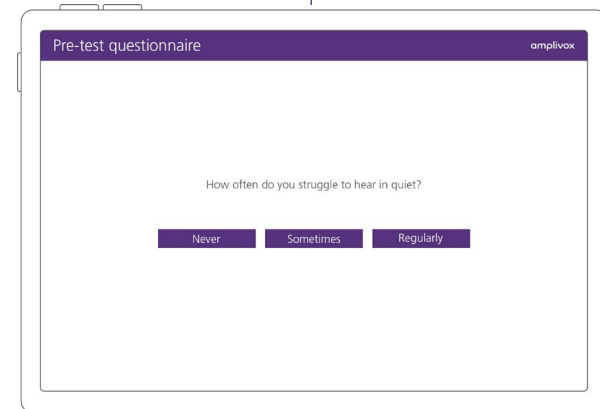 Pre-test questionnaire
amplivox
How often do you struggle to hear in quiet?
Never
Sometimes
Regularly